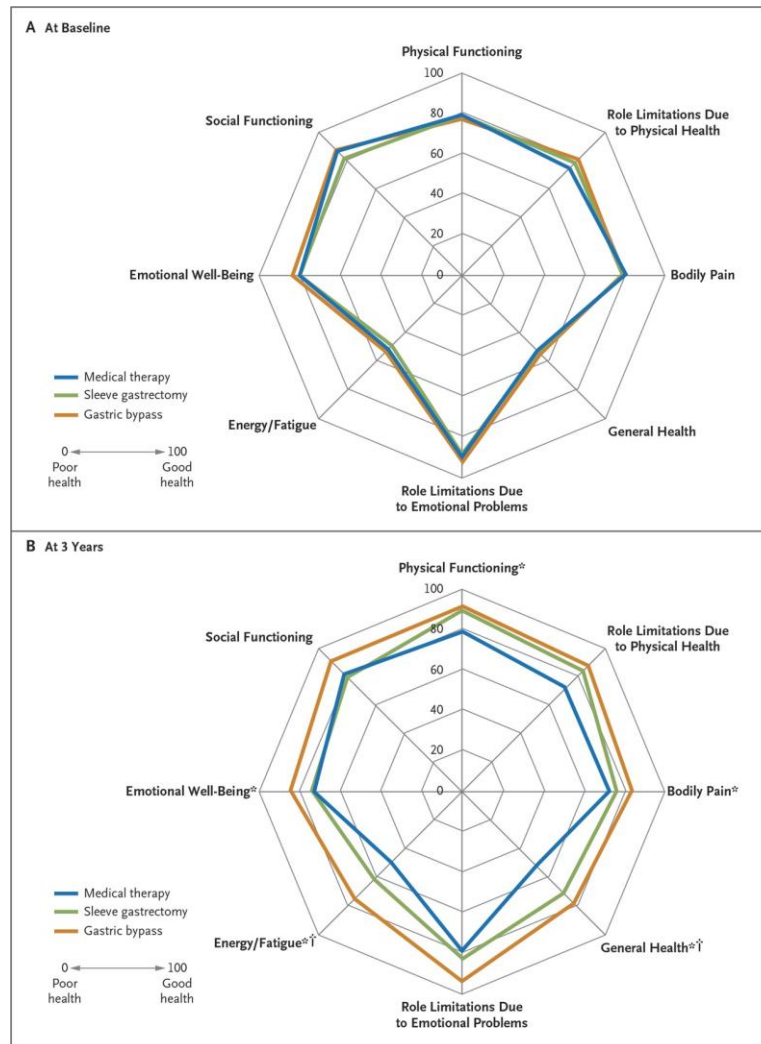 A At Baseline
Physical Functioning
100
80
60
40
20
0
Role Limitations Due
to Physical Health
Social Functioning
Emotional Well-Being
Bodily Pain
Medical therapy
Sleeve gastrectomy
Gastric bypass
0 100
Poor Good
health health
Energy/Fatigue
General Health
Role Limitations Due
to Emotional Problems
B At 3 Years
Physical Functioning*
100
80
60
40
20
0
Role Limitations Due
to Physical Health
Social Functioning
Emotional Well-Being*
Bodily Pain*
Medical therapy
Sleeve gastrectomy
Gastric bypass
0 100
Poor Good
health health
Energy/Fatigue*†
General Health*†
Role Limitations Due
to Emotional Problems